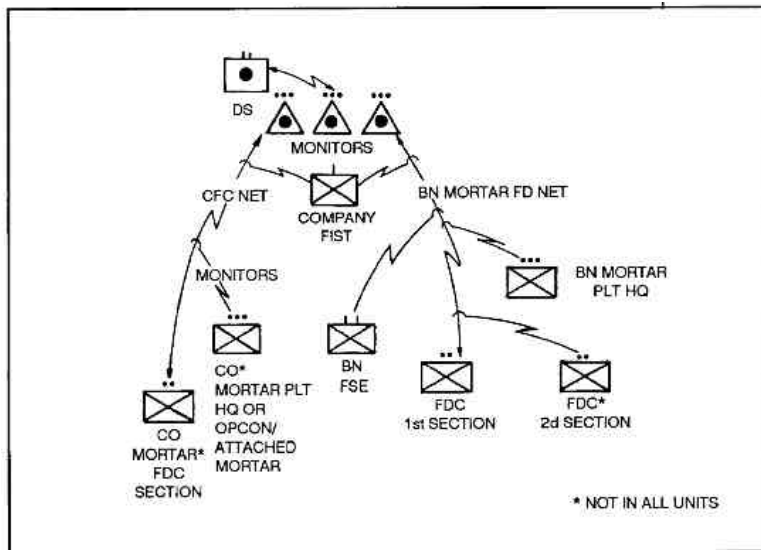 DS
MONITORS
CFC NET
BN MORTAR FD NET
COMPANY
FIST
MONITORS
BN MORTAR
PLT HQ
CO*
MORTAR PLT
HQ OR
OPCON/
ATTACHED
MORTAR
BN
FSE
FDC
1st SECTION
FDC*
2d SECTION
CO
MORTAR*
FDC
SECTION
* NOT IN ALL UNITS